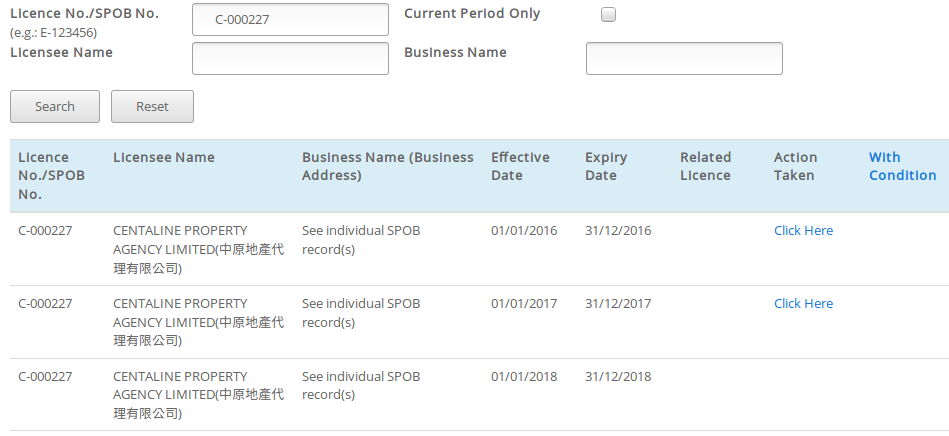 Licence No./SPOB No. C-000227 Current Period Only
(e.g.: E-123456)
Licensee Name Business Name
Search Reset
Licence Licensee Name Business Name (Business Effective Expiry Related Action With
No./SPOB Address) Date Date Licence Taken Condition
No.
C-000227 CENTALINE PROPERTY See individual SPOB 01/01/2016 31/12/2016 Click Here
AGENCY LIMITED(中原地產代 record(s)
理有限公司)
C-000227 CENTALINE PROPERTY See individual SPOB 01/01/2017 31/12/2017 Click Here
AGENCY LIMITED(中原地產代 record(s)
理有限公司)
C-000227 CENTALINE PROPERTY See individual SPOB 01/01/2018 31/12/2018
AGENCY LIMITED(中原地產代 record(s)
理有限公司)